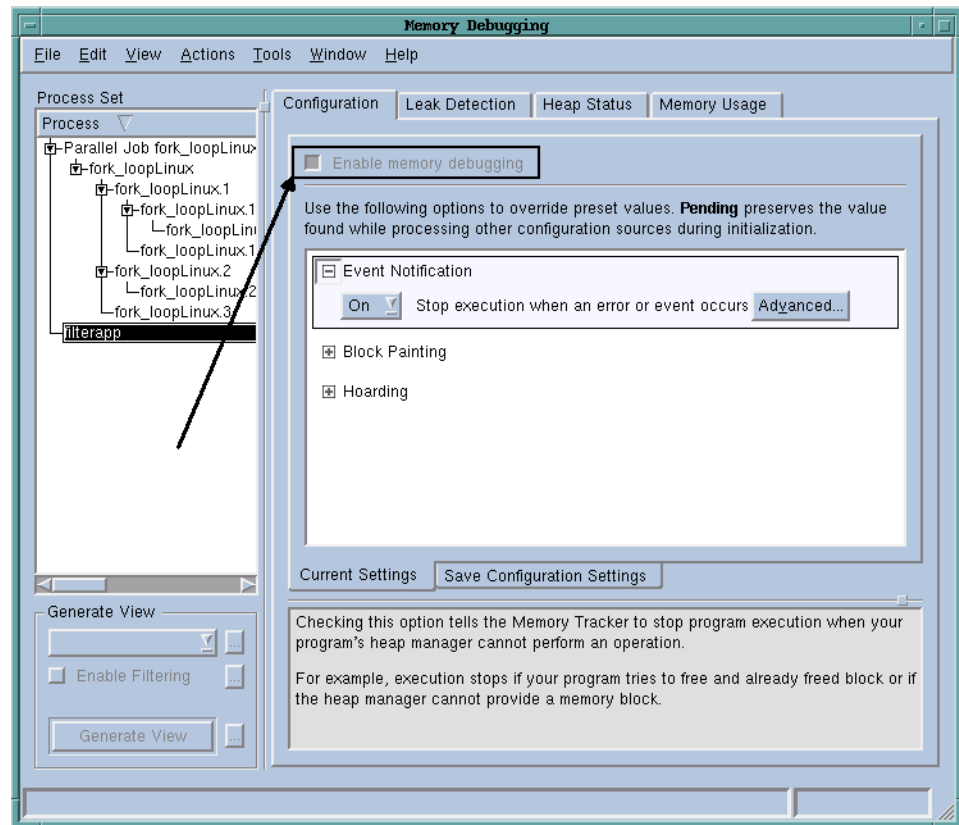 Memory Debugging
File Edit View Actions Tools Window Help
Process Set
Process
Parallel Job fork_loopLinux
fork_loopLinux
fork_loopLinux.1
fork_loopLinux.1
fork_loopLin
fork_loopLinux.1
fork_loopLinux.2
fork_loopLinux.2
fork_loopLinux.3
filterapp
Generate View
...
Enable Filtering ...
Generate View ...
Configuration Leak Detection Heap Status Memory Usage
Enable memory debugging
Use the following options to override preset values. Pending preserves the value
found while processing other configuration sources during initialization.
Event Notification
On Stop execution when an error or event occurs Advanced...
Block Painting
Hoarding
Current Settings Save Configuration Settings
Checking this option tells the Memory Tracker to stop program execution when your
program's heap manager cannot perform an operation.
For example, execution stops if your program tries to free and already freed block or if
the heap manager cannot provide a memory block.